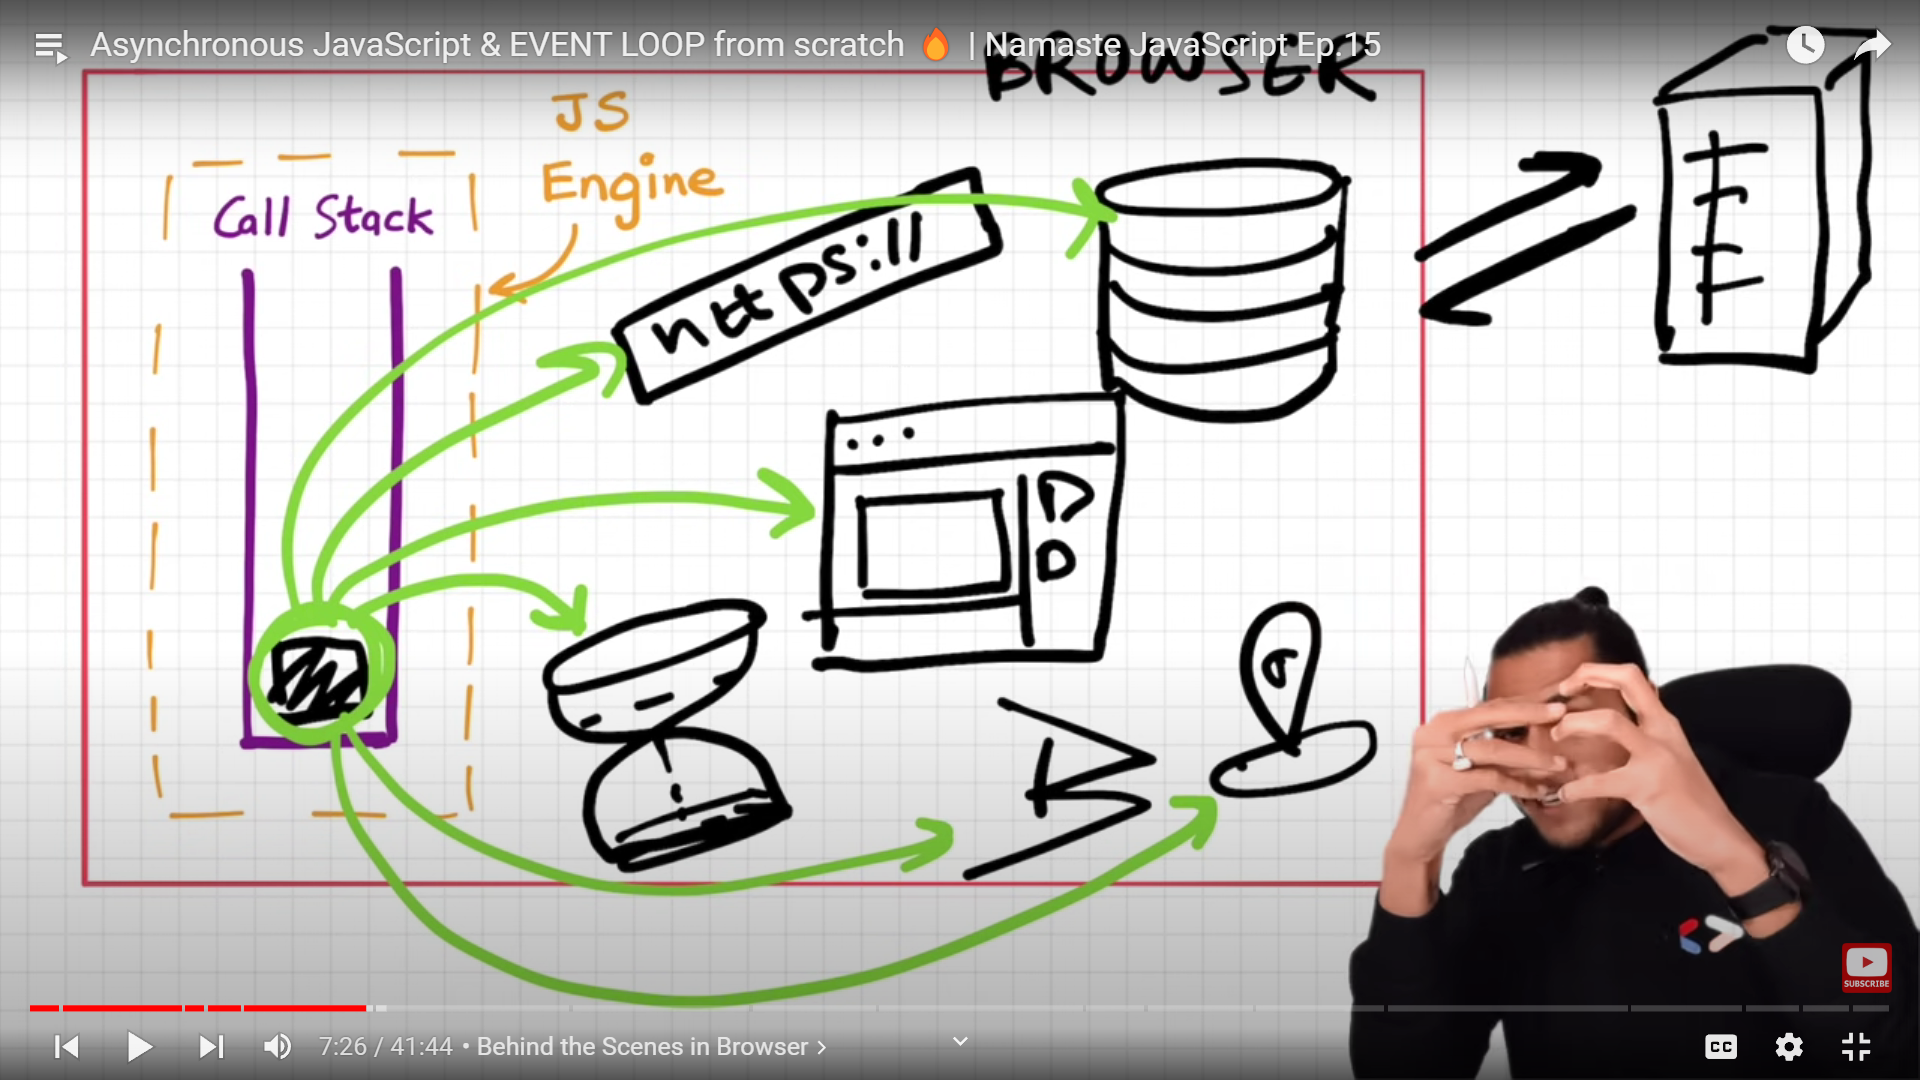 Asynchronous JavaScript & EVENT LOOP from scratch 🔥 | Namaste JavaScript Ep.15
BROWSER
JS
Engine
Call Stack
https://
SUBSCRIBE
7:26 / 41:44 • Behind the Scenes in Browser >
CC